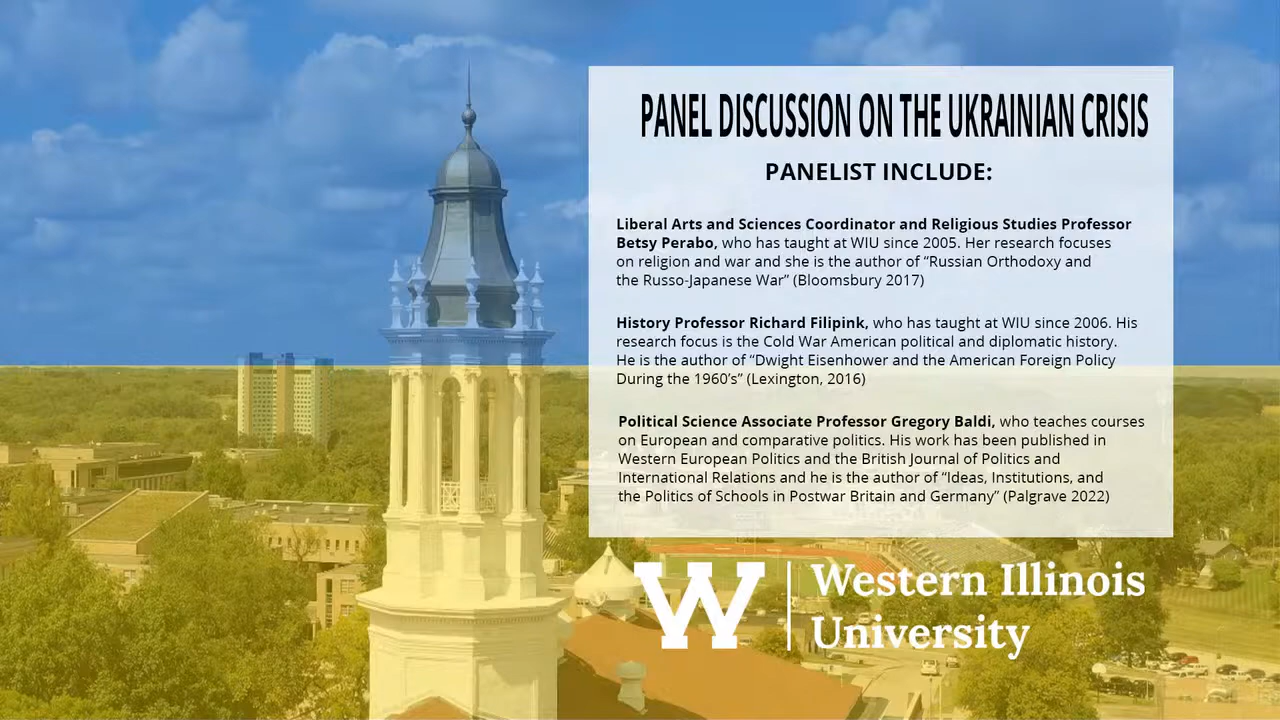 PANEL DISCUSSION ON THE UKRAINIAN CRISIS
PANELIST INCLUDE:
Liberal Arts and Sciences Coordinator and Religious Studies Professor
Betsy Perabo, who has taught at WIU since 2005. Her research focuses
on religion and war and she is the author of “Russian Orthodoxy and
the Russo-Japanese War” (Bloomsbury 2017)
History Professor Richard Filipink, who has taught at WIU since 2006. His
research focus is the Cold War American political and diplomatic history.
He is the author of “Dwight Eisenhower and the American Foreign Policy
During the 1960’s” (Lexington, 2016)
Political Science Associate Professor Gregory Baldi, who teaches courses
on European and comparative politics. His work has been published in
Western European Politics and the British Journal of Politics and
International Relations and he is the author of “Ideas, Institutions, and
the Politics of Schools in Postwar Britain and Germany” (Palgrave 2022)
W
Western Illinois
University